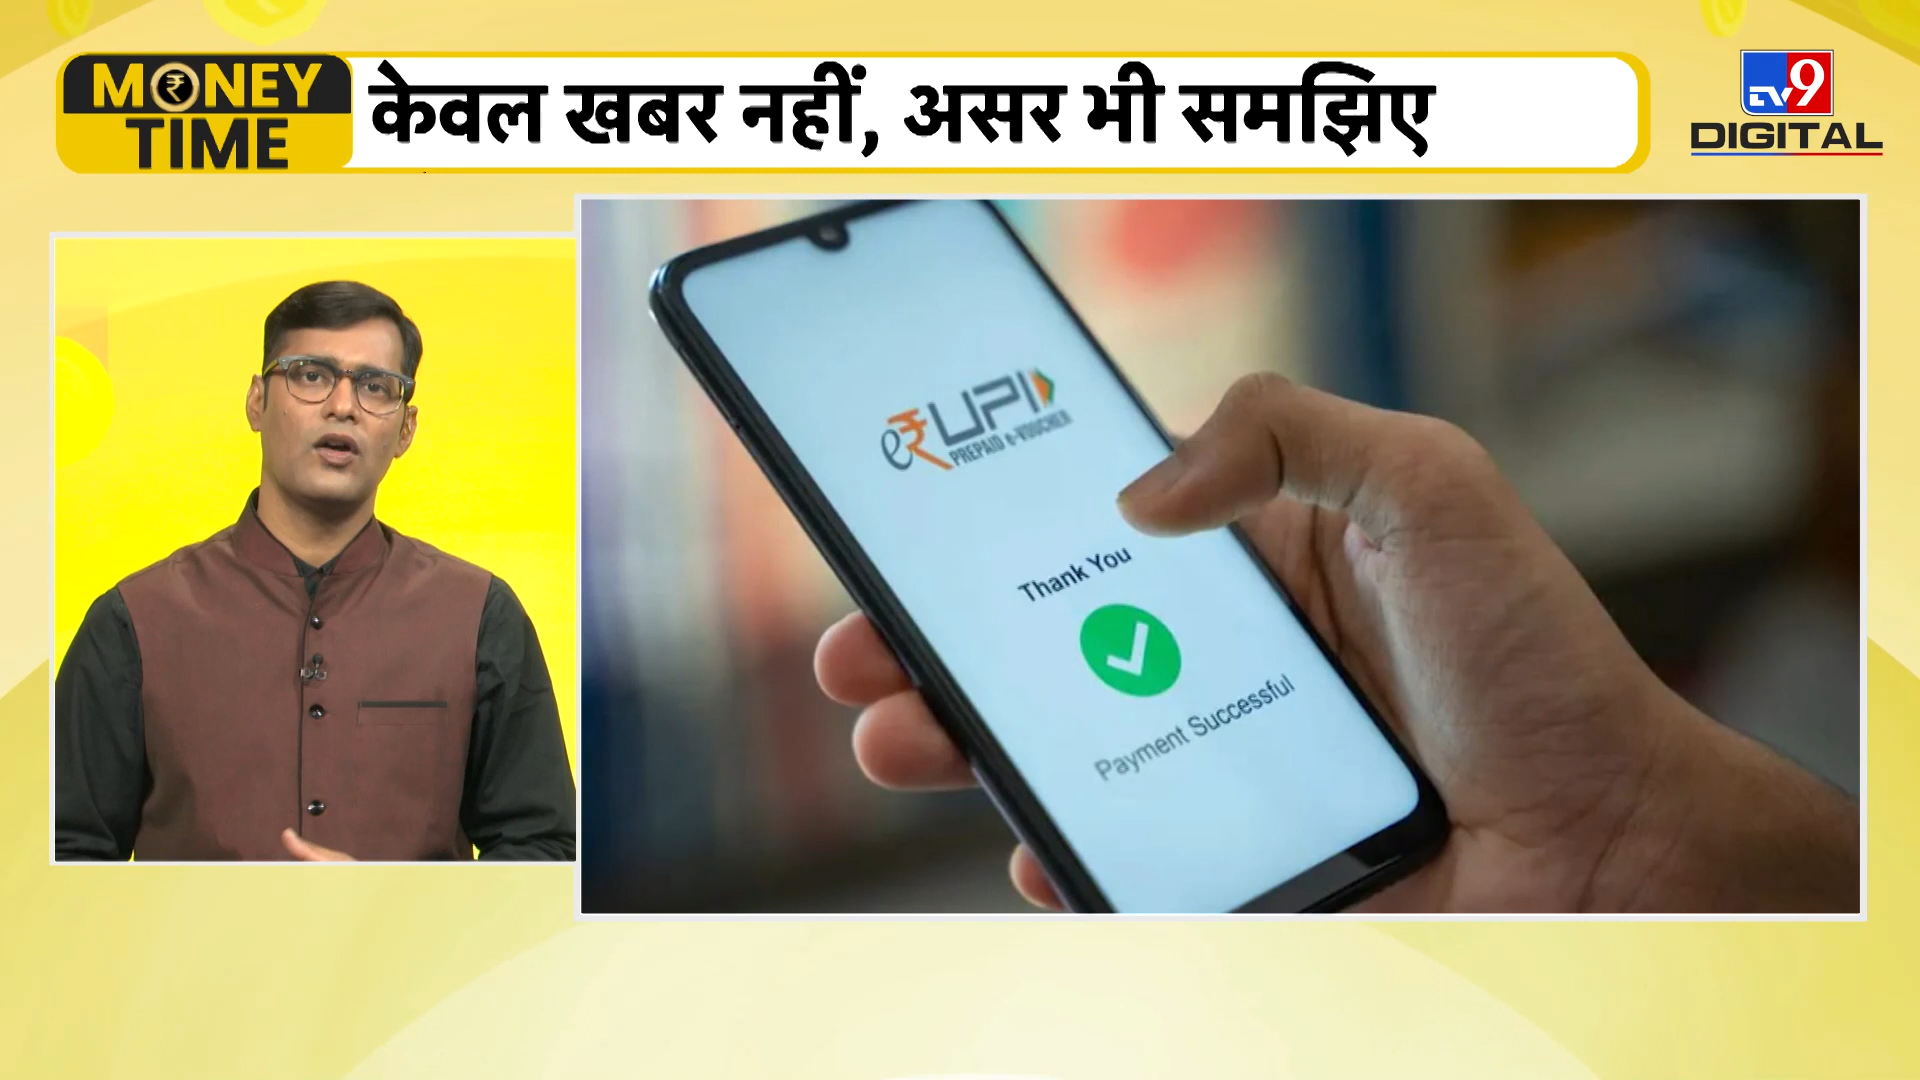 MONEY
TIME
केवल खबर नहीं, असर भी समझिए
TV9
DIGITAL
e₹UPI
PREPAID e-VOUCHER
Thank You
Payment Successful